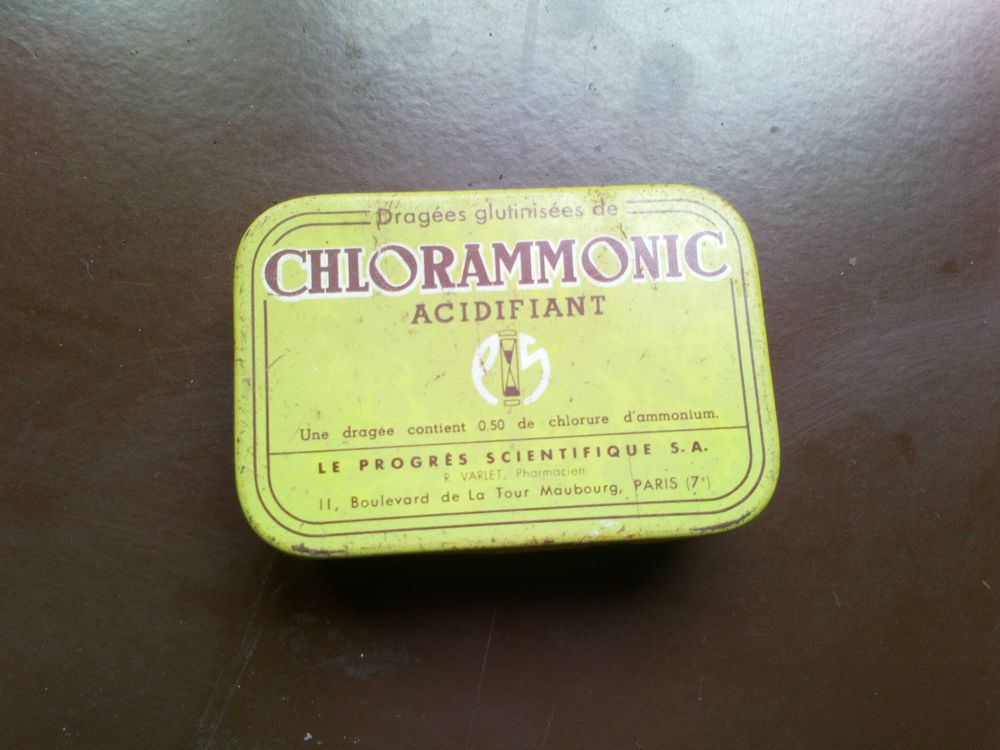 Dragées glutinisées de
CHLORAMMONIC
ACIDIFIANT
PS
Une dragée contient 0.50 de chlorure d'ammonium.
LE PROGRÈS SCIENTIFIQUE S.A.
R. VARLET, Pharmacien
11, Boulevard de La Tour Maubourg, PARIS (7e)